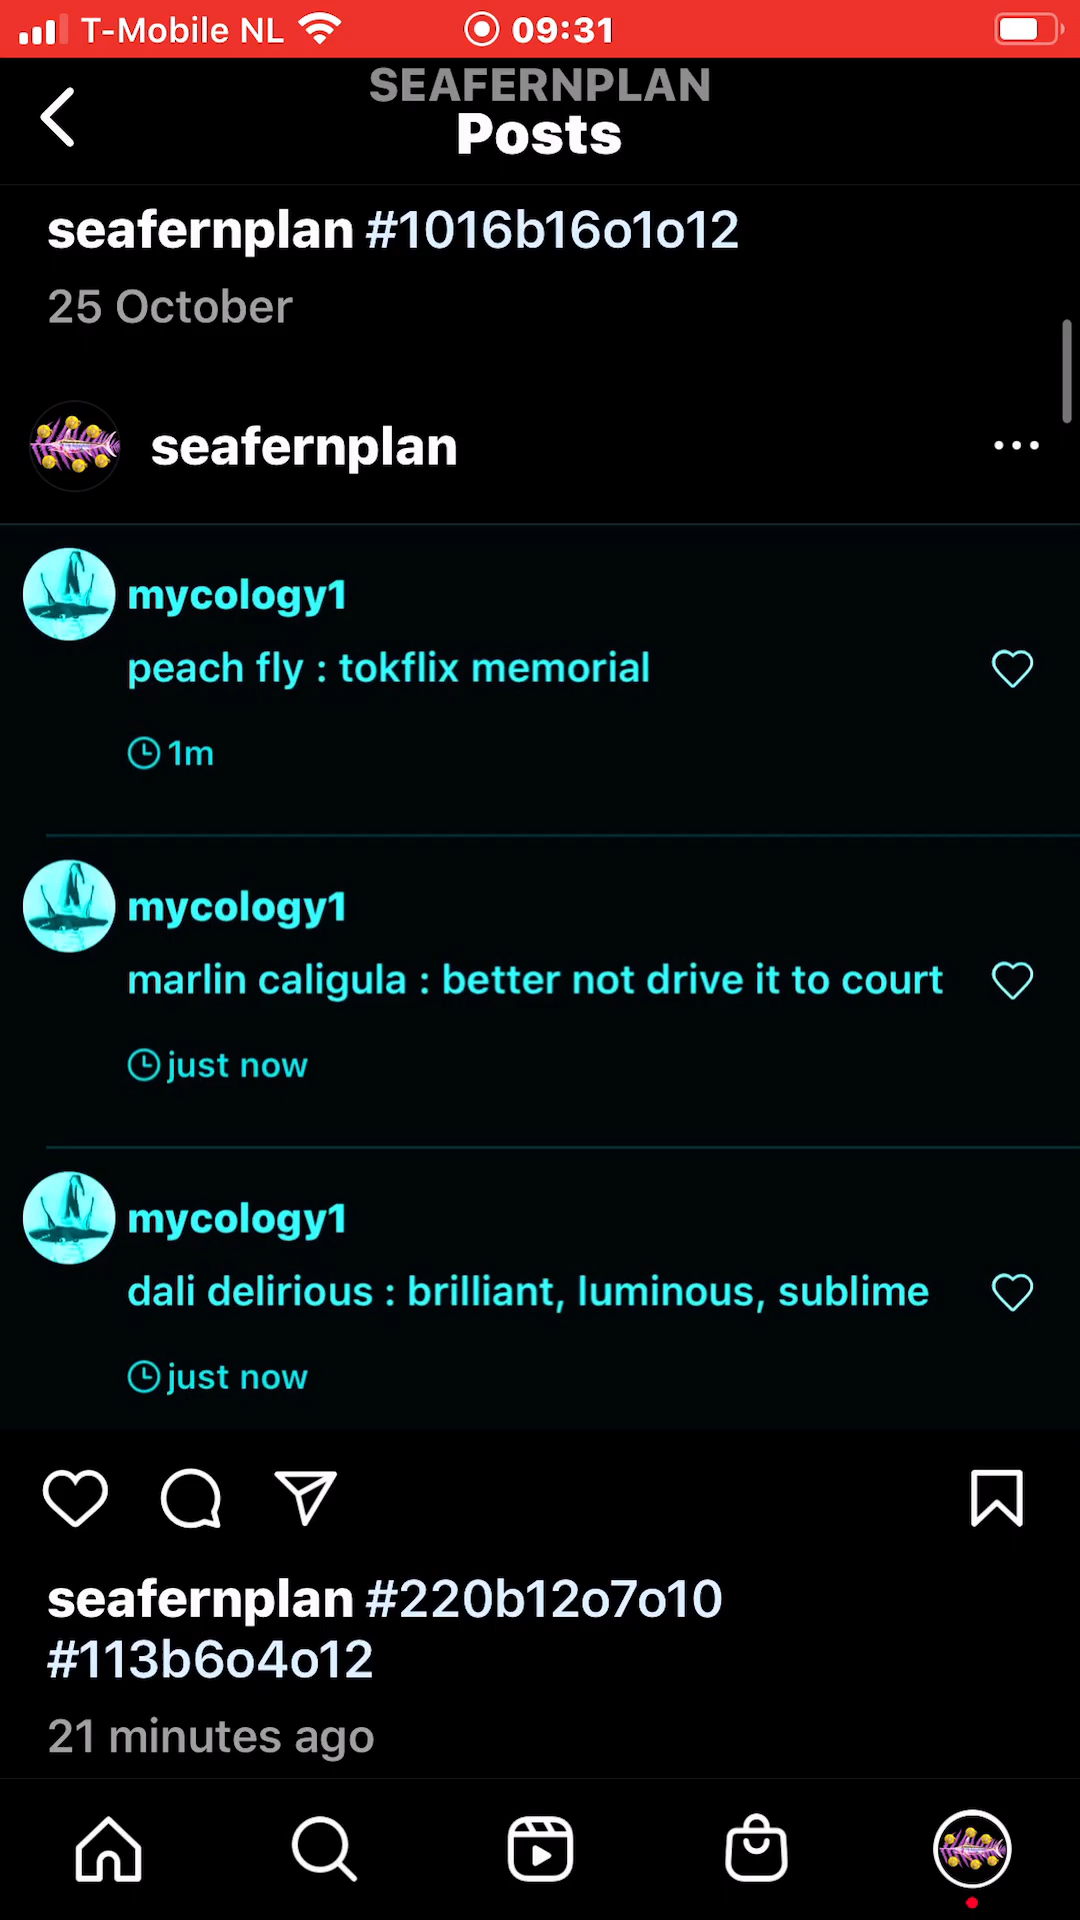 T-Mobile NL 09:31
SEAFERNPLAN
Posts
seafernplan #1016b16o1o12
25 October
seafernplan
mycology1
peach fly : tokflix memorial
1m
mycology1
marlin caligula : better not drive it to court
just now
mycology1
dali delirious : brilliant, luminous, sublime
just now
seafernplan #220b12o7o10
#113b6o4o12
21 minutes ago